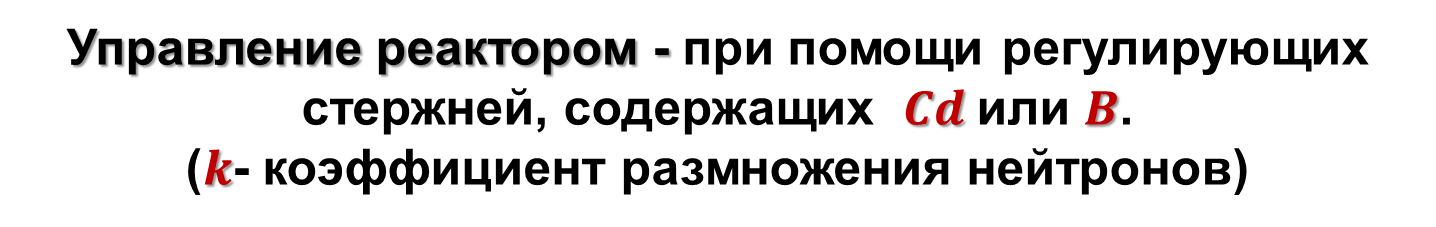 Управление реактором - при помощи регулирующих
стержней, содержащих Cd или B.
(k- коэффициент размножения нейтронов)